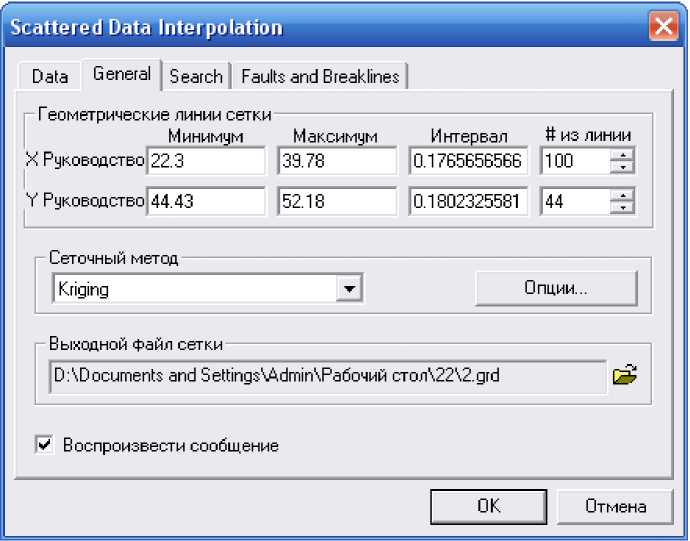 Scattered Data Interpolation
Data General Search Faults and Breaklines
Геометрические линии сетки
Минимум Максимум Интервал # из линии
X Руководство 22.3 39.78 0.1765656566 100
Y Руководство 44.43 52.18 0.1802325581 44
Сеточный метод
Kriging Опции...
Выходной файл сетки
D:\Documents and Settings\Admin\Рабочий стол\22\2.grd
Воспроизвести сообщение
OK Отмена